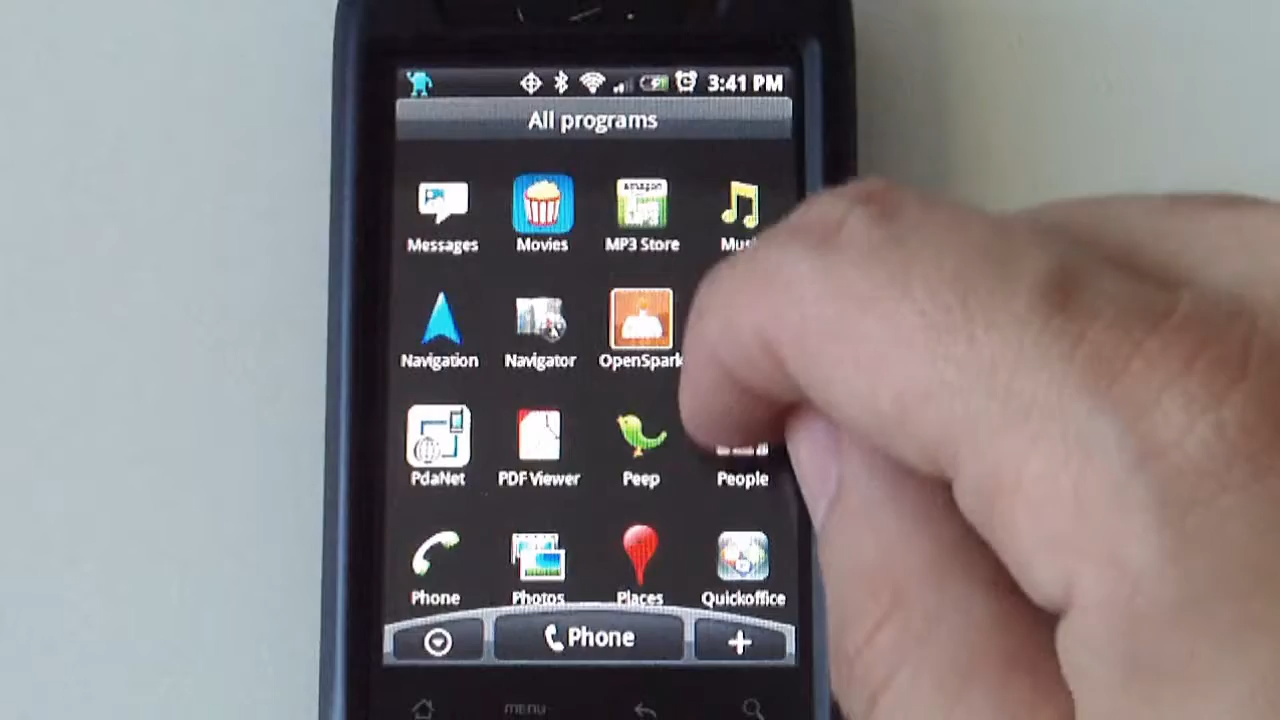 3:41 PM
All programs
Messages Movies MP3 Store
amazon
Navigation Navigator OpenSpark
PdaNet PDF Viewer Peep People
Phone Photos Places Quickoffice
Phone
menu